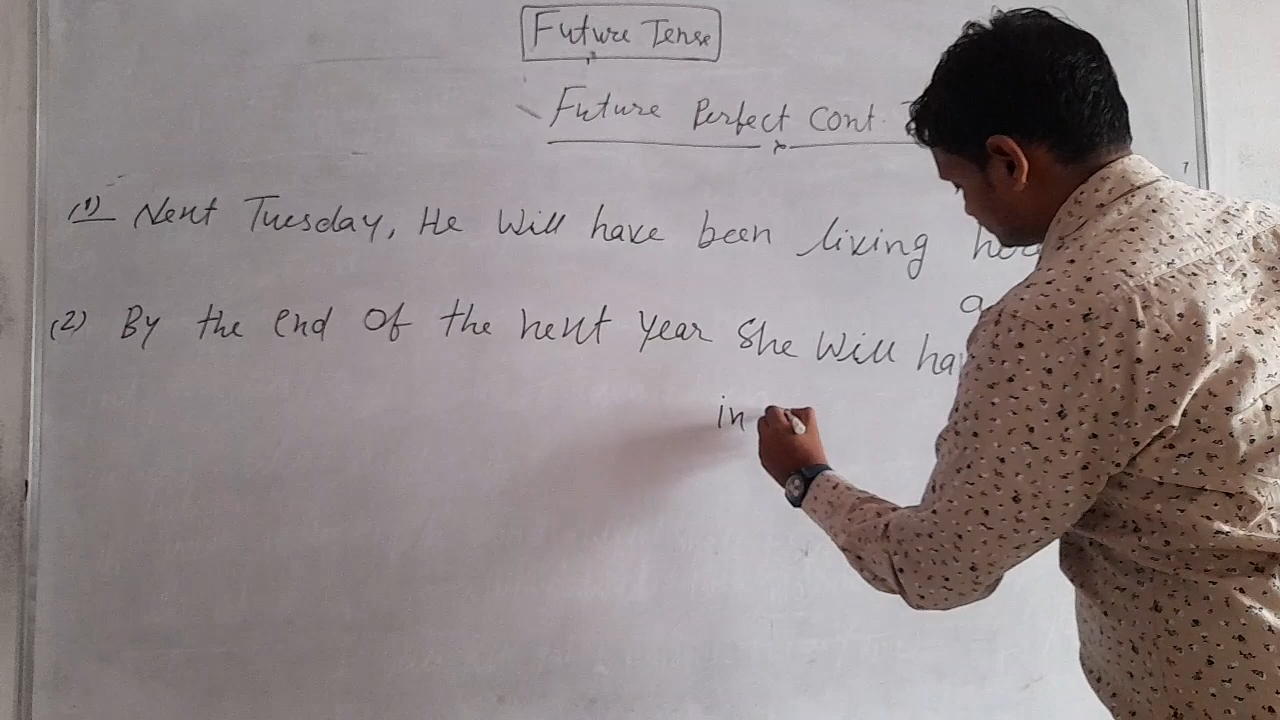 Future Tense
Future Perfect Cont.
(1) Next Tuesday, He Will have been living
(2) By the end of the next year she Will
in